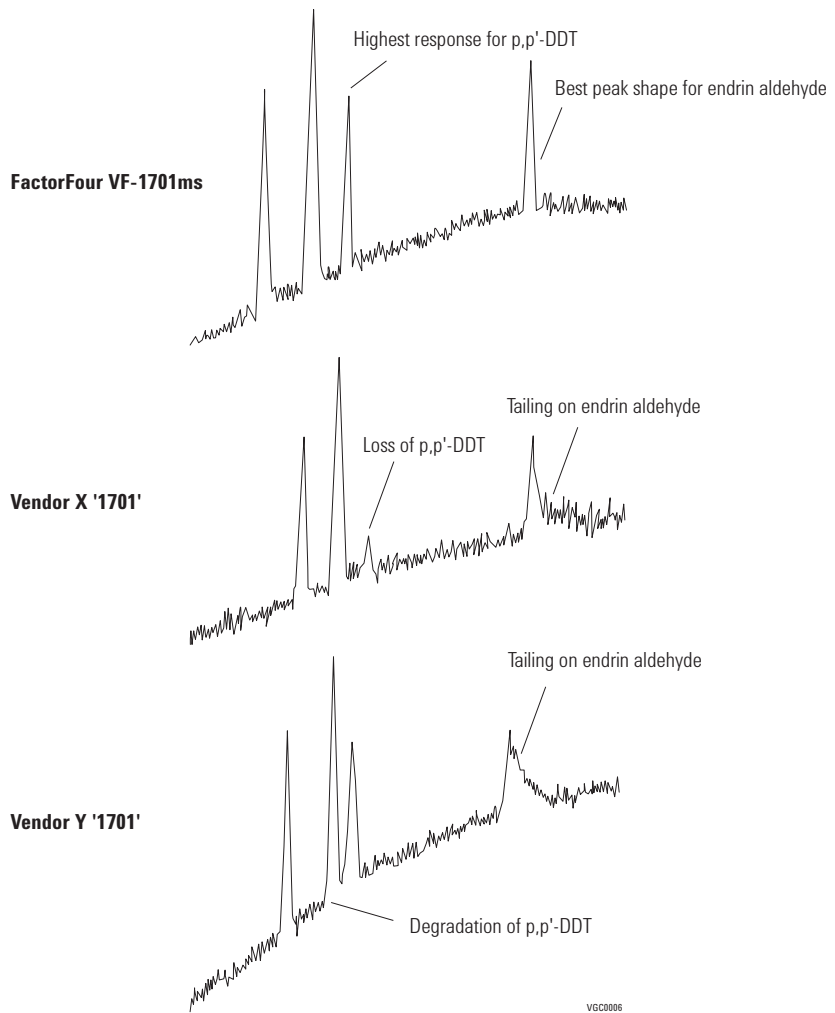 Highest response for p,p'-DDT
Best peak shape for endrin aldehyde
FactorFour VF-1701ms
Tailing on endrin aldehyde
Loss of p,p'-DDT
Vendor X '1701'
Tailing on endrin aldehyde
Vendor Y '1701'
Degradation of p,p'-DDT
VGC0006